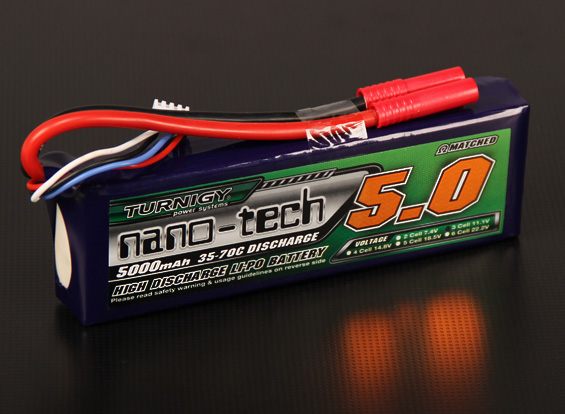 Ω MATCHED
TURNIGY
power systems
nano-tech
5.0
5000mAh 35-70C DISCHARGE
HIGH DISCHARGE LI-PO BATTERY
Please read safety warning & usage guidelines on reverse side
VOLTAGE
2 Cell 7.4V
3 Cell 11.1V
4 Cell 14.8V
5 Cell 18.5V
6 Cell 22.2V